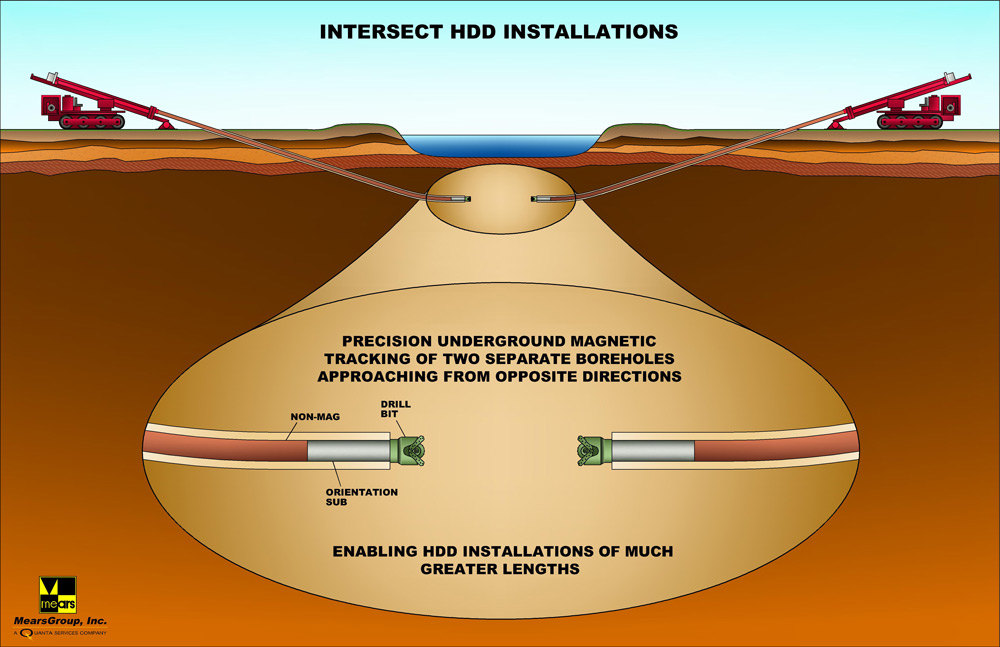 INTERSECT HDD INSTALLATIONS
PRECISION UNDERGROUND MAGNETIC
TRACKING OF TWO SEPARATE BOREHOLES
APPROACHING FROM OPPOSITE DIRECTIONS
DRILL
BIT
NON-MAG
ORIENTATION
SUB
ENABLING HDD INSTALLATIONS OF MUCH
GREATER LENGTHS
mears
MearsGroup, Inc.
A QUANTA SERVICES COMPANY